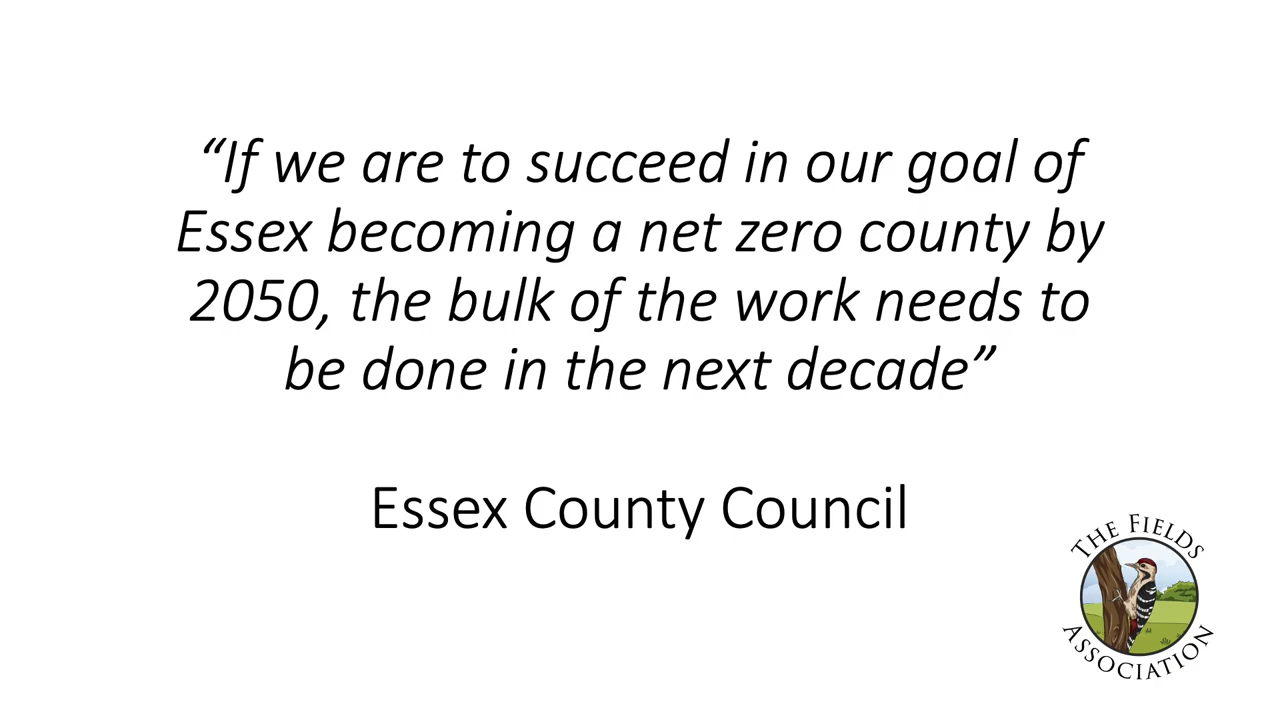 “If we are to succeed in our goal of
Essex becoming a net zero county by
2050, the bulk of the work needs to
be done in the next decade”
Essex County Council
THE FIELDS
ASSOCIATION